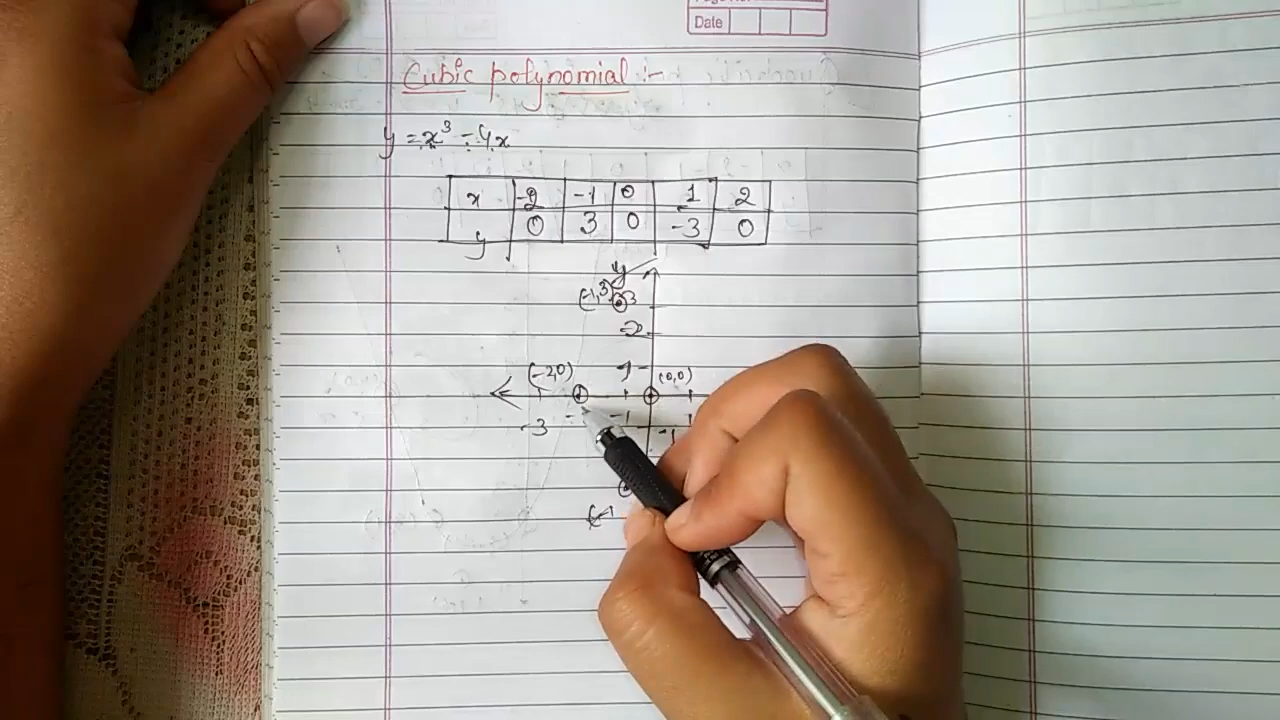 Date
Cubic polynomial :-
y = x³ - 4x
x -2 -1 0 1 2
y 0 3 0 -3 0
y
(-1,3) 3
2
(-2,0) 1 (0,0)
-3 -1 -1
(-1